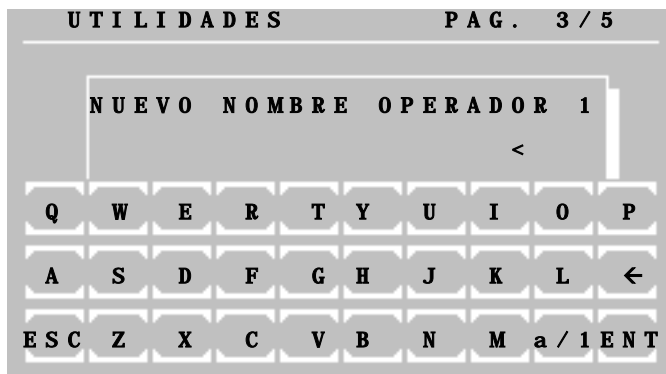 UTILIDADES PAG. 3/5
NUEVO NOMBRE OPERADOR 1
<
Q W E R T Y U I O P
A S D F G H J K L ←
ESC Z X C V B N M a/1 ENT